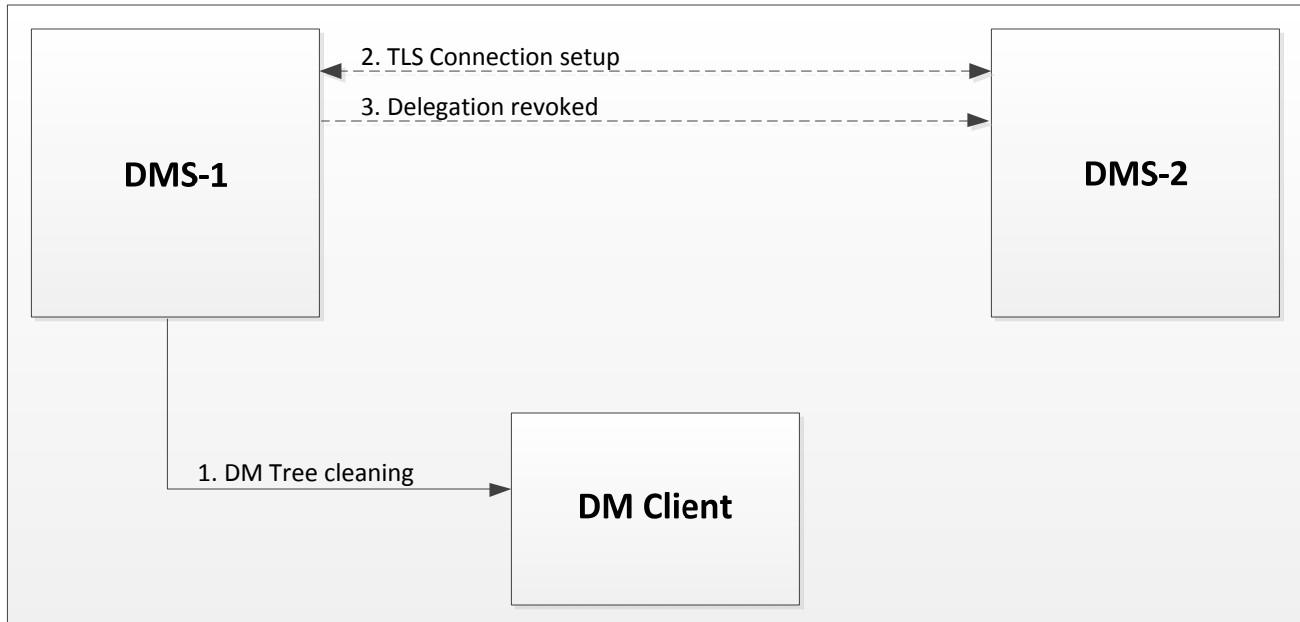 2. TLS Connection setup
3. Delegation revoked
DMS-1
DMS-2
1. DM Tree cleaning
DM Client